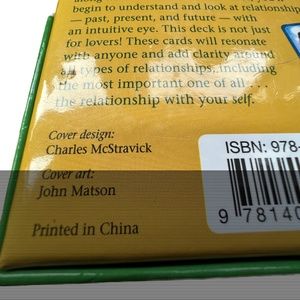 begin to understand and look at relationship
— past, present, and future — with
an intuitive eye. This deck is not just
for lovers! These cards will resonate
with anyone and add clarity around
all types of relationships, including
the most important one of all . . .
the relationship with your self.
Cover design:
Charles McStravick
Cover art:
John Matson
Printed in China
ISBN: 978-
9 78140